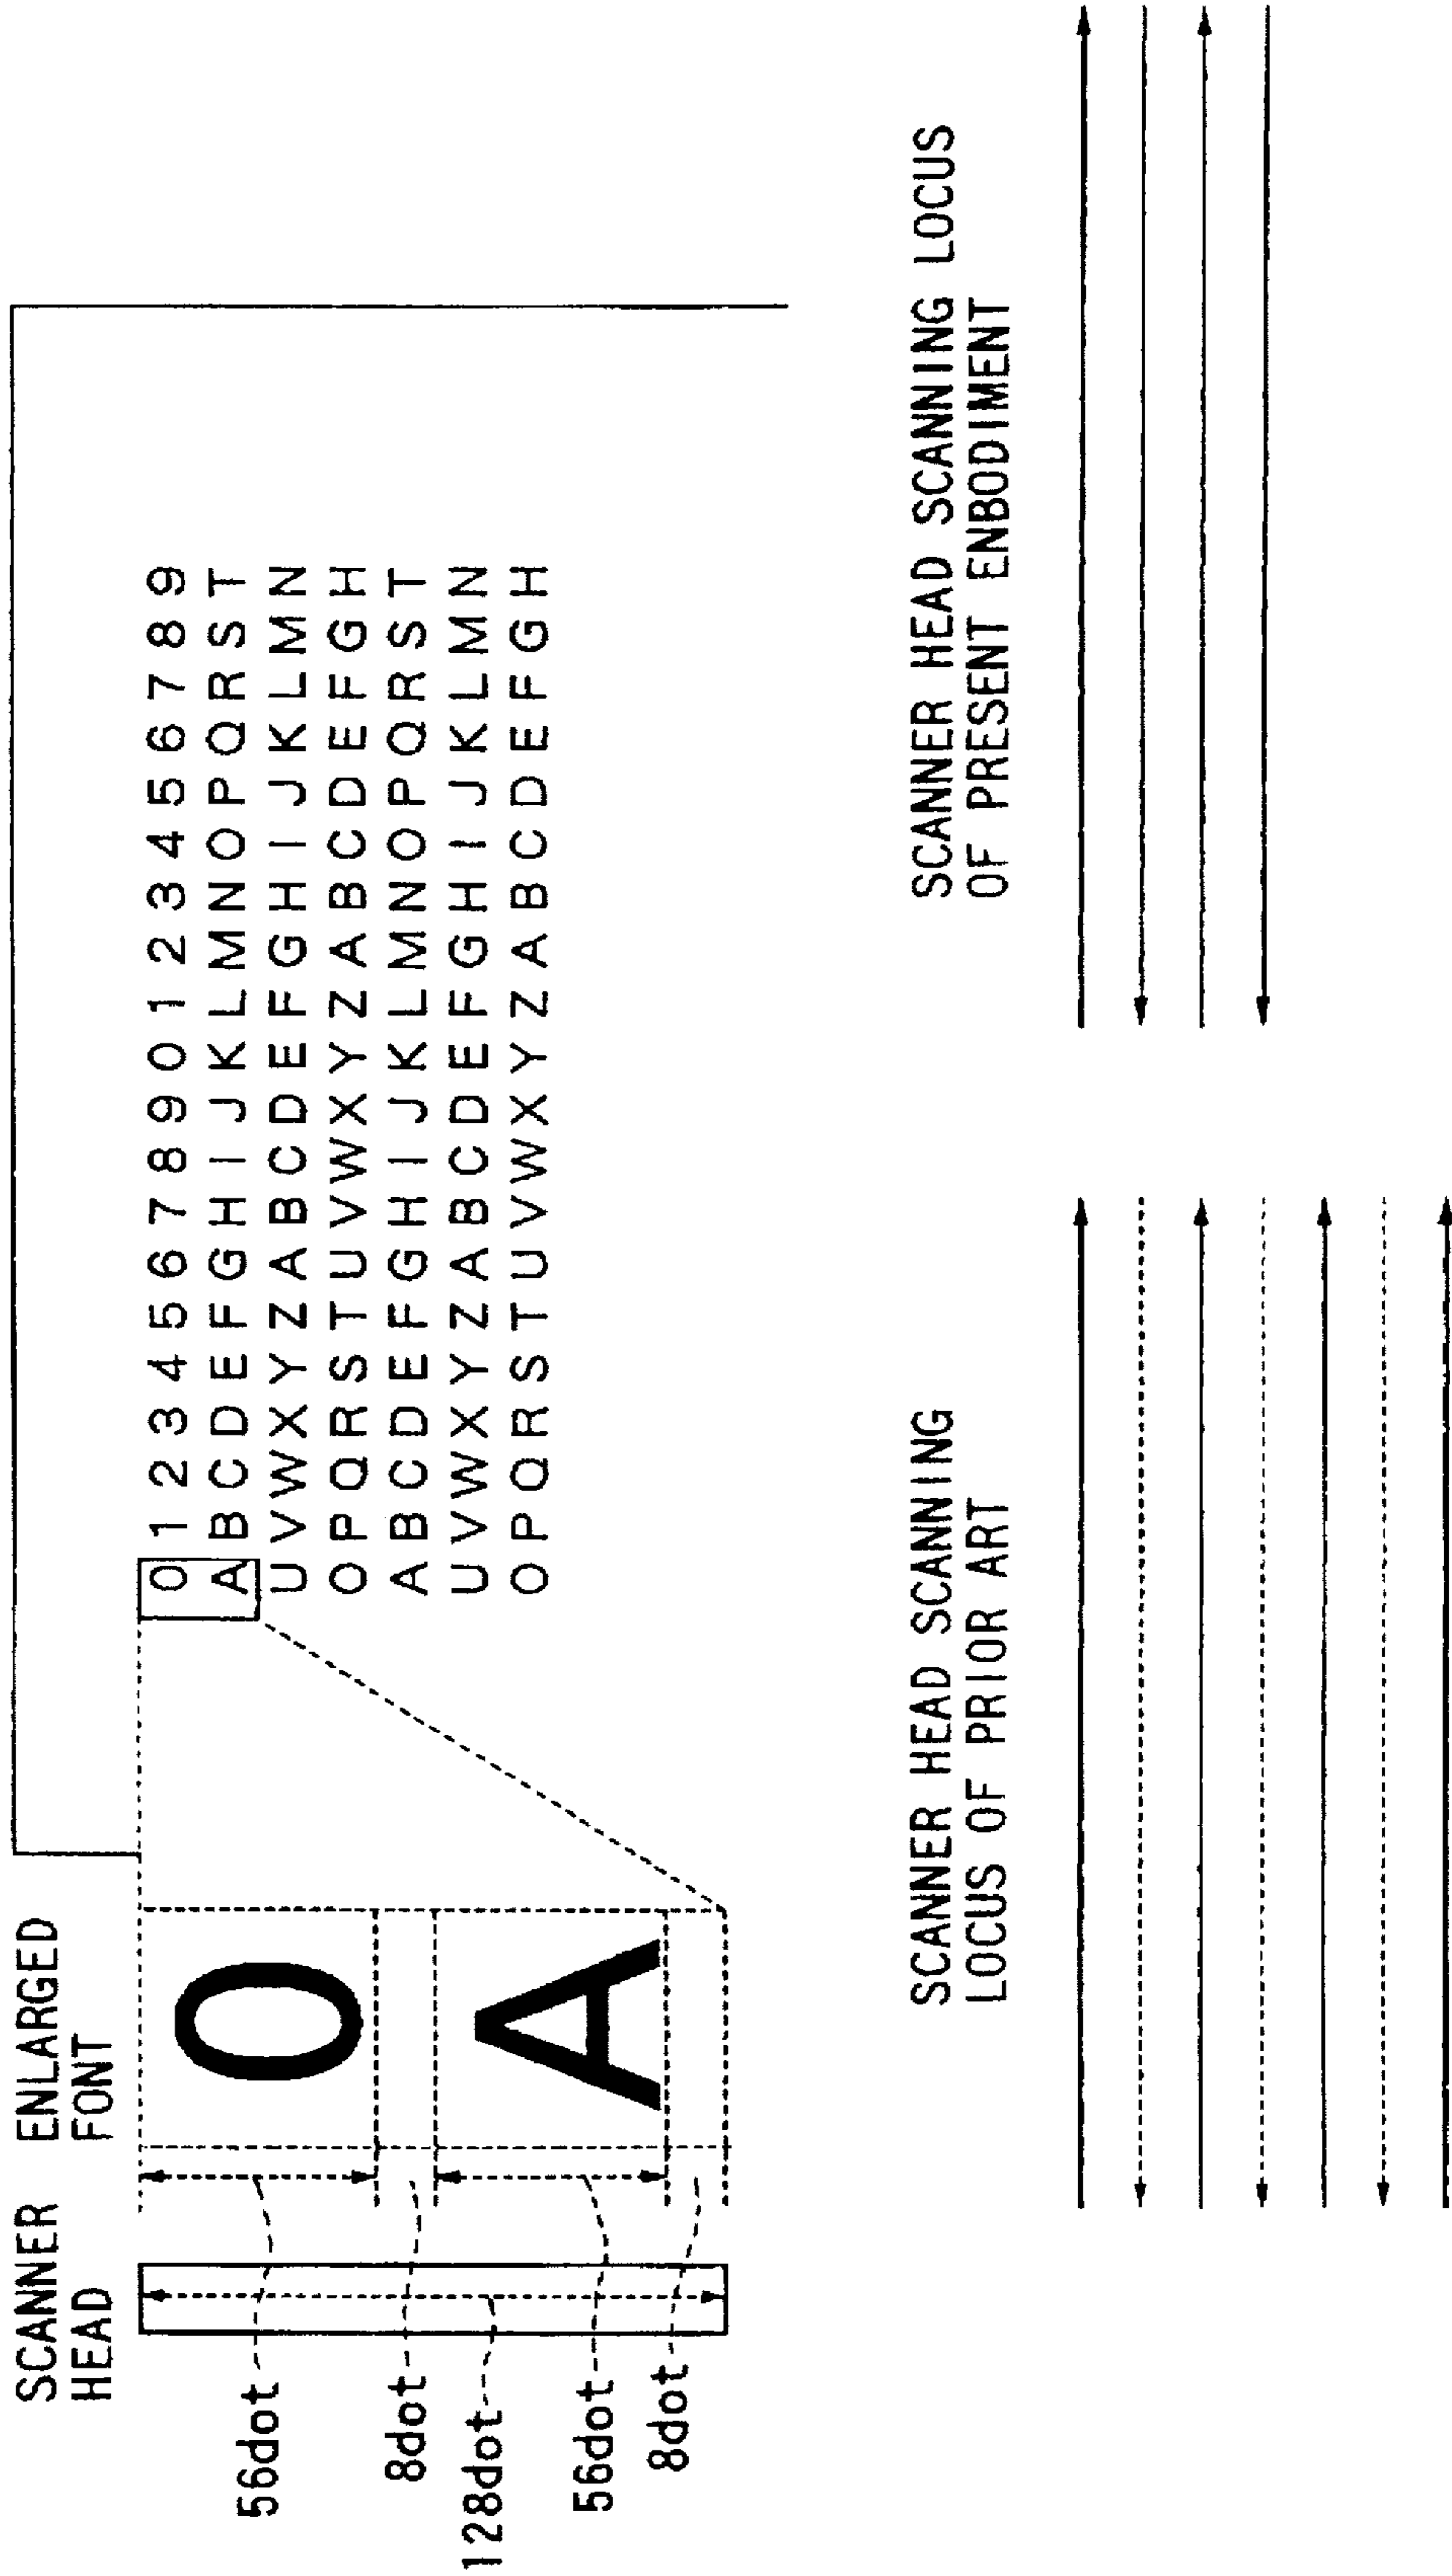 SCANNER HEAD
ENLARGED FONT
56dot
8dot
128dot
56dot
8dot
O
A
0 1 2 3 4 5 6 7 8 9 0 1 2 3 4 5 6 7 8 9
A B C D E F G H I J K L M N O P Q R S T
U V W X Y Z A B C D E F G H I J K L M N
O P Q R S T U V W X Y Z A B C D E F G H
A B C D E F G H I J K L M N O P Q R S T
U V W X Y Z A B C D E F G H I J K L M N
O P Q R S T U V W X Y Z A B C D E F G H
SCANNER HEAD SCANNING
LOCUS OF PRIOR ART
SCANNER HEAD SCANNING LOCUS
OF PRESENT ENBODIMENT